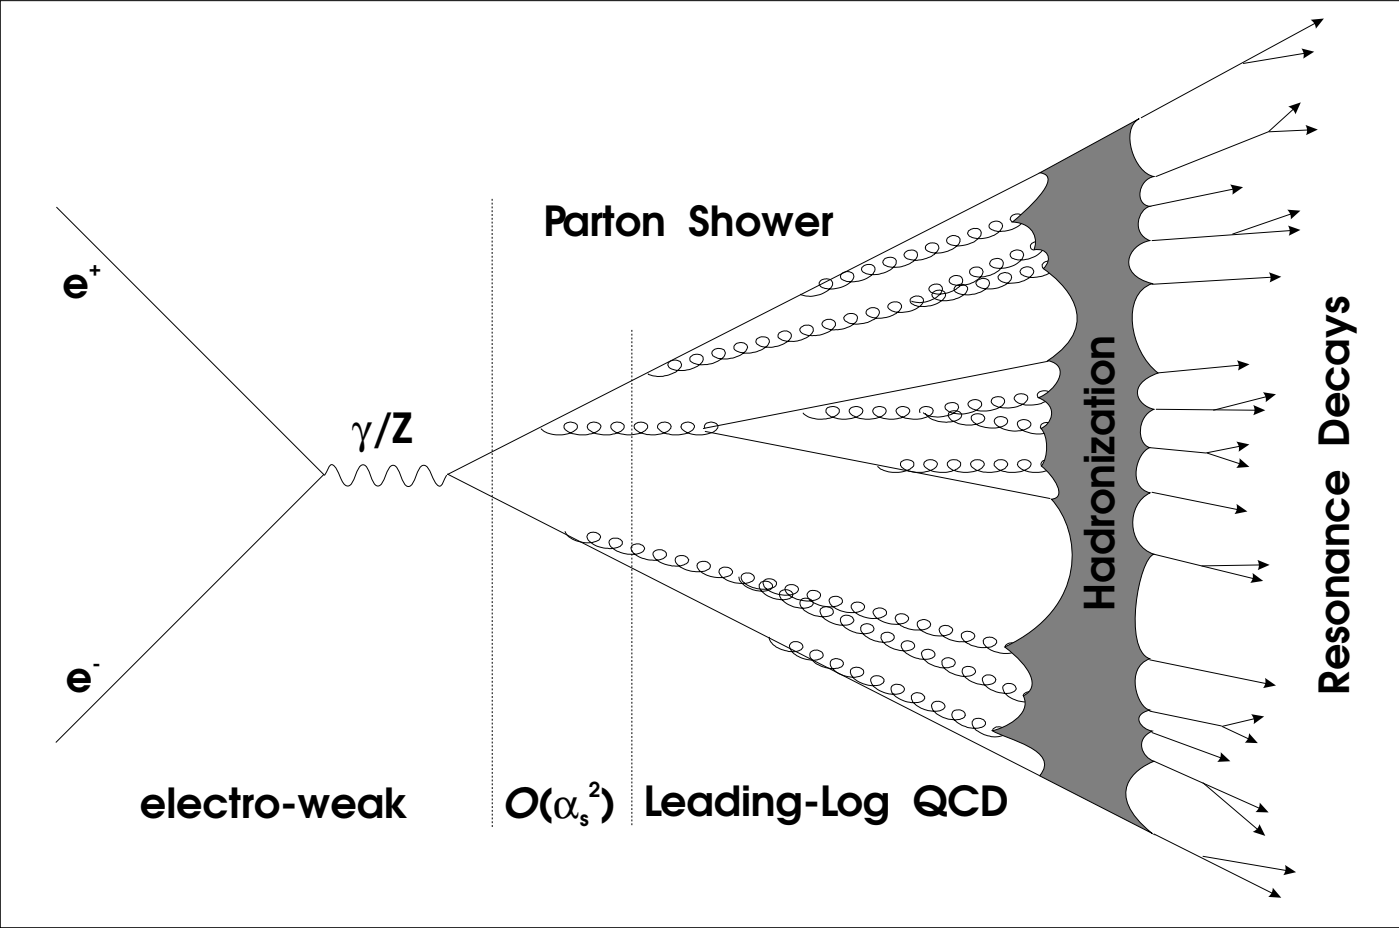 Parton Shower
e⁺
γ/Z
e⁻
electro-weak
O(αₛ²)
Leading-Log QCD
Hadronization
Resonance Decays